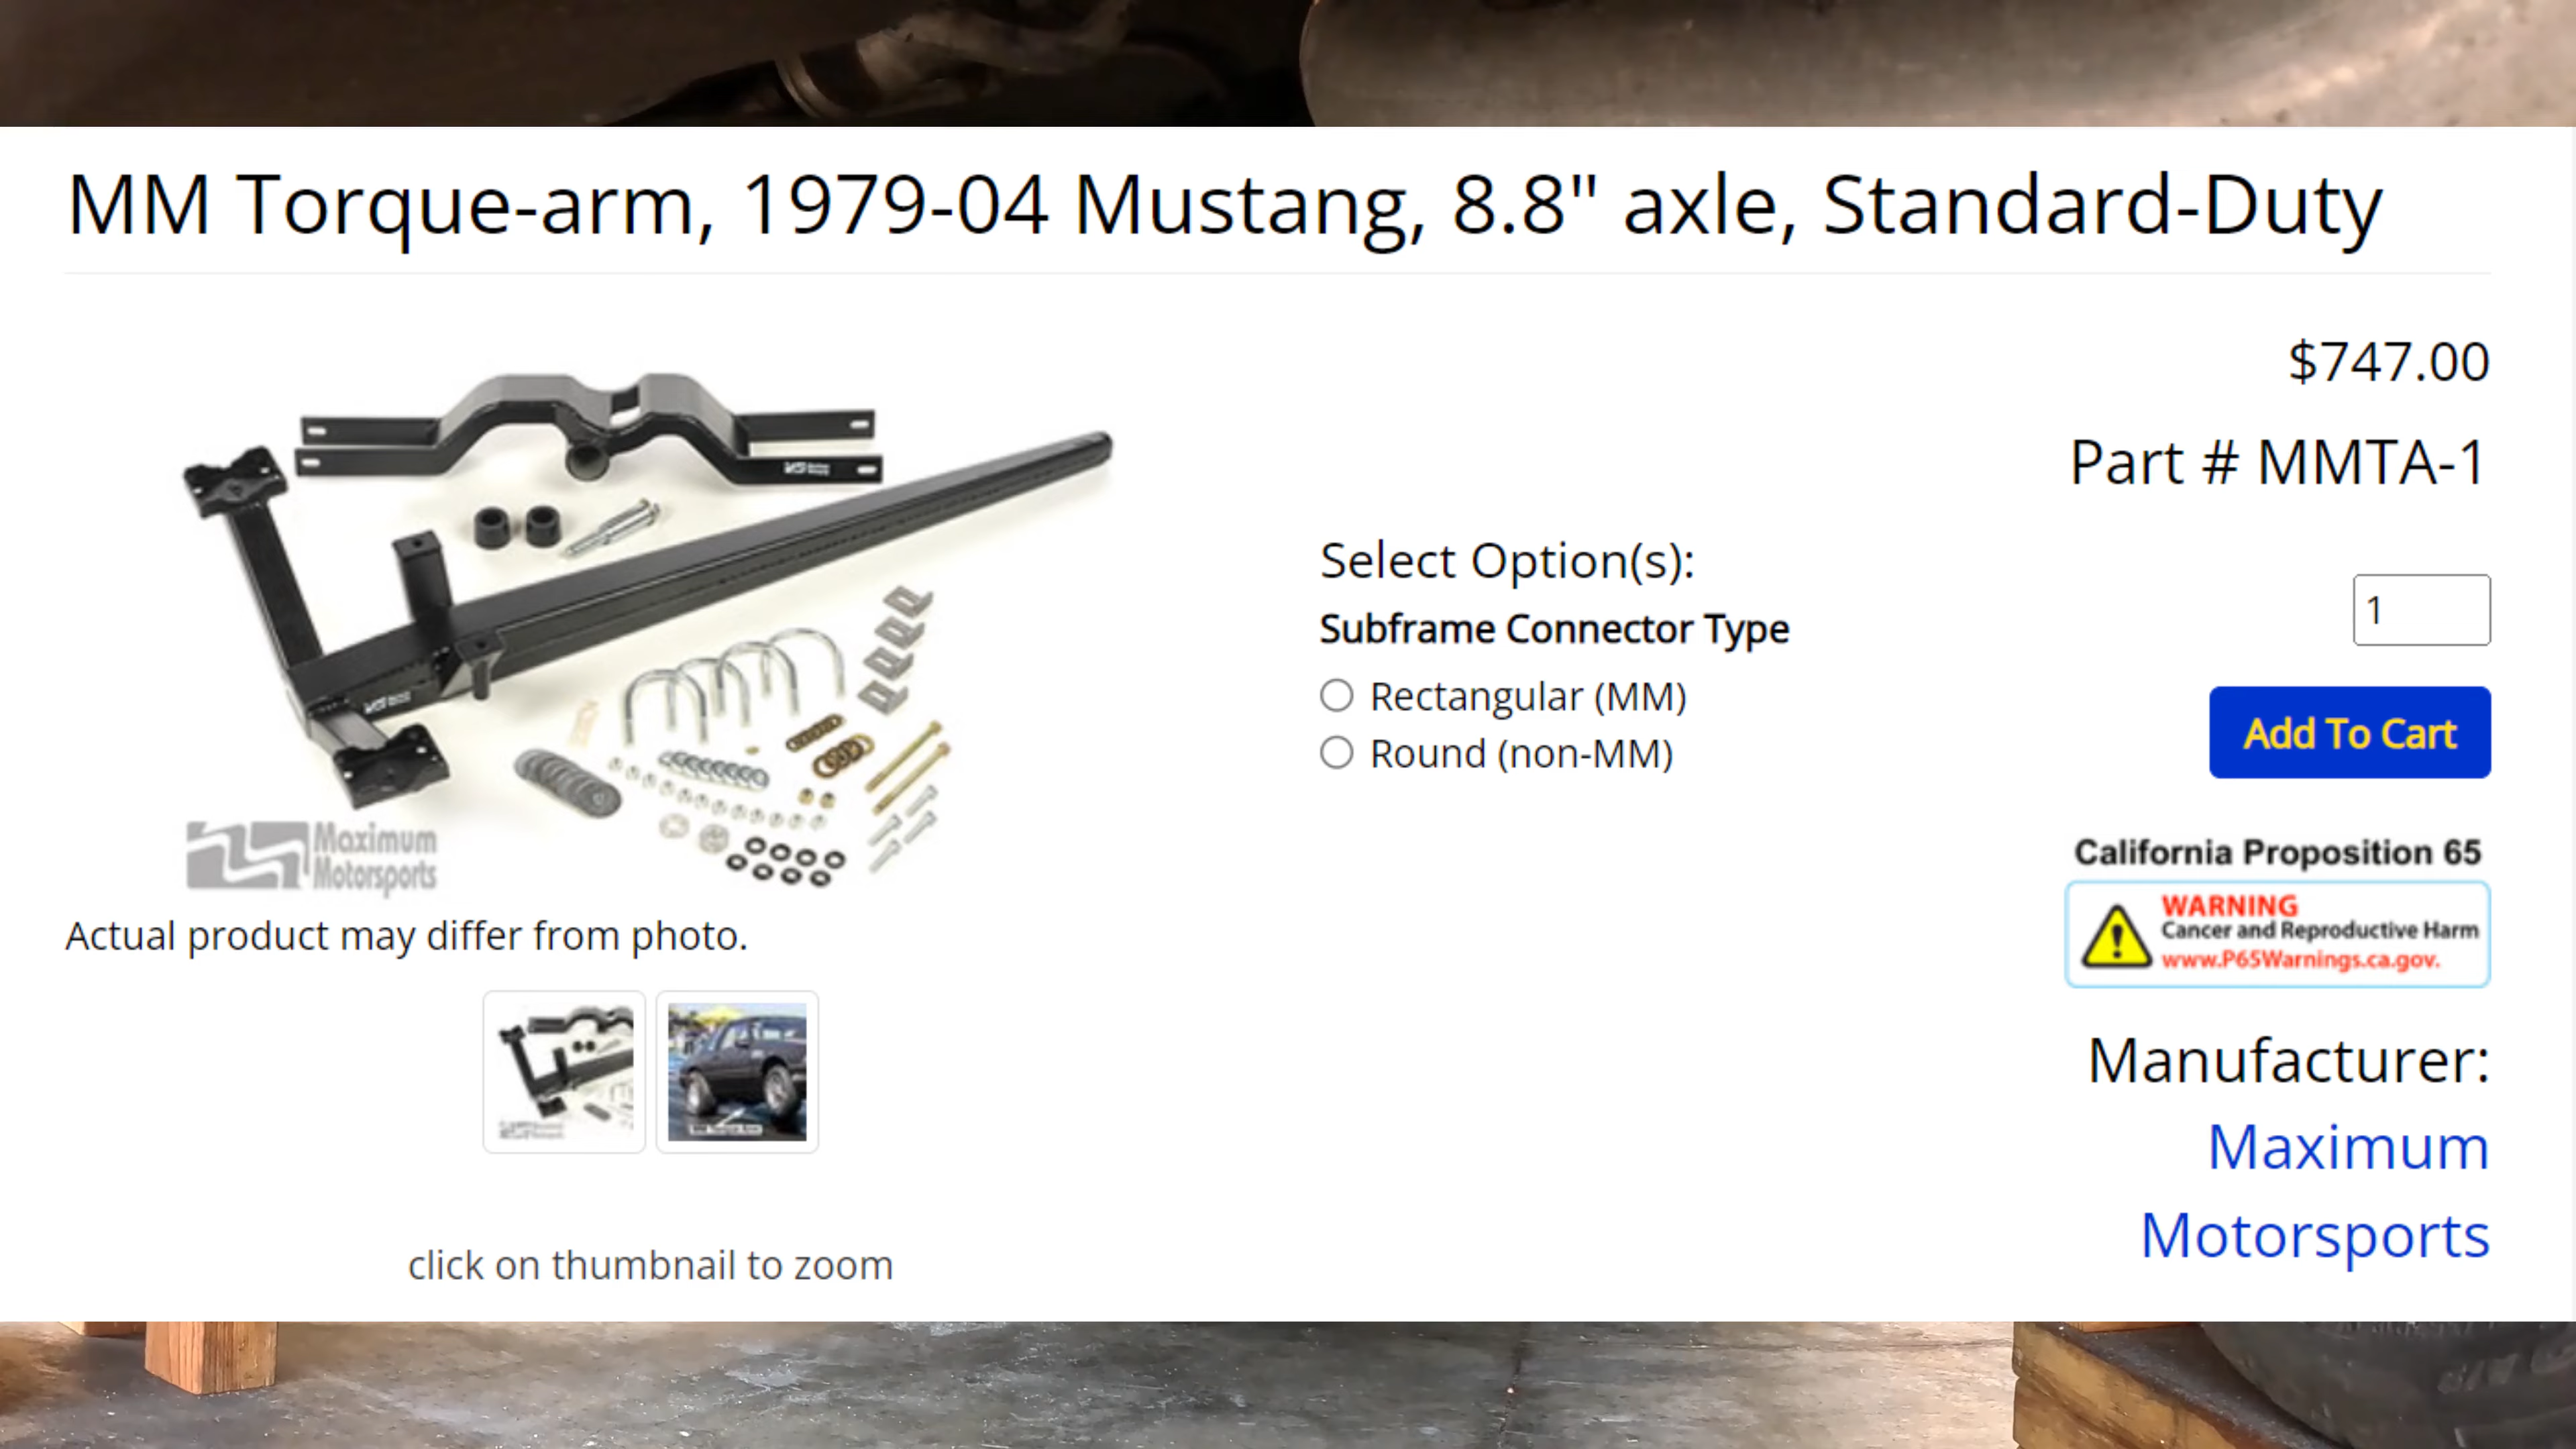 MM Torque-arm, 1979-04 Mustang, 8.8" axle, Standard-Duty
$747.00
Part # MMTA-1
Select Option(s):
Subframe Connector Type
Rectangular (MM)
Round (non-MM)
1
Add To Cart
Maximum
Motorsports
California Proposition 65
WARNING
Cancer and Reproductive Harm
www.P65Warnings.ca.gov.
Actual product may differ from photo.
MM Torque Arm
Manufacturer:
Maximum
Motorsports
click on thumbnail to zoom